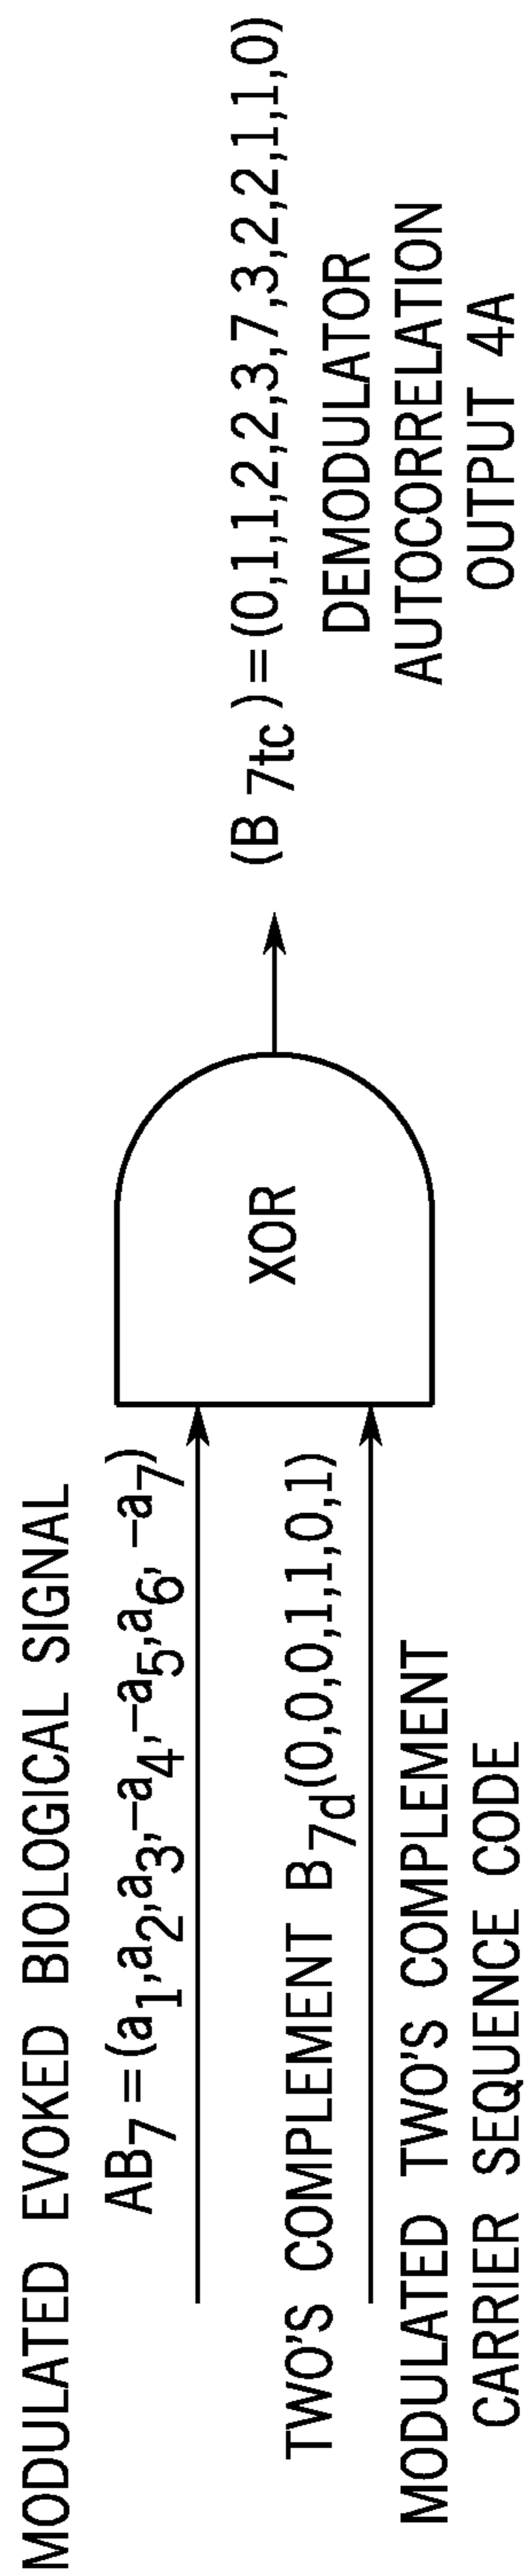 MODULATED EVOKED BIOLOGICAL SIGNAL
AB7=(a1,a2,a3,−a4,−a5,a6, −a7)
TWO'S COMPLEMENT B7d(0,0,0,1,1,0,1)
MODULATED TWO'S COMPLEMENT
CARRIER SEQUENCE CODE
XOR
(B 7tc)=(0,1,1,2,2,3,7,3,2,2,1,1,0)
DEMODULATOR
AUTOCORRELATION
OUTPUT 4A